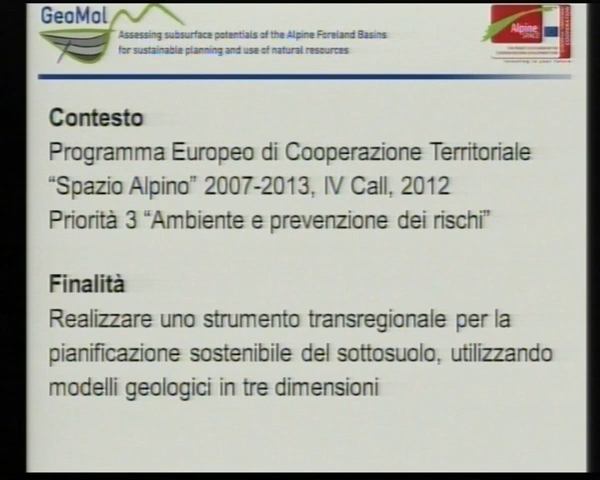 GeoMol
Assessing subsurface potentials of the Alpine Foreland Basins
for sustainable planning and use of natural resources
Alpine
Contesto
Programma Europeo di Cooperazione Territoriale
“Spazio Alpino” 2007-2013, IV Call, 2012
Priorità 3 “Ambiente e prevenzione dei rischi”
Finalità
Realizzare uno strumento transregionale per la
pianificazione sostenibile del sottosuolo, utilizzando
modelli geologici in tre dimensioni